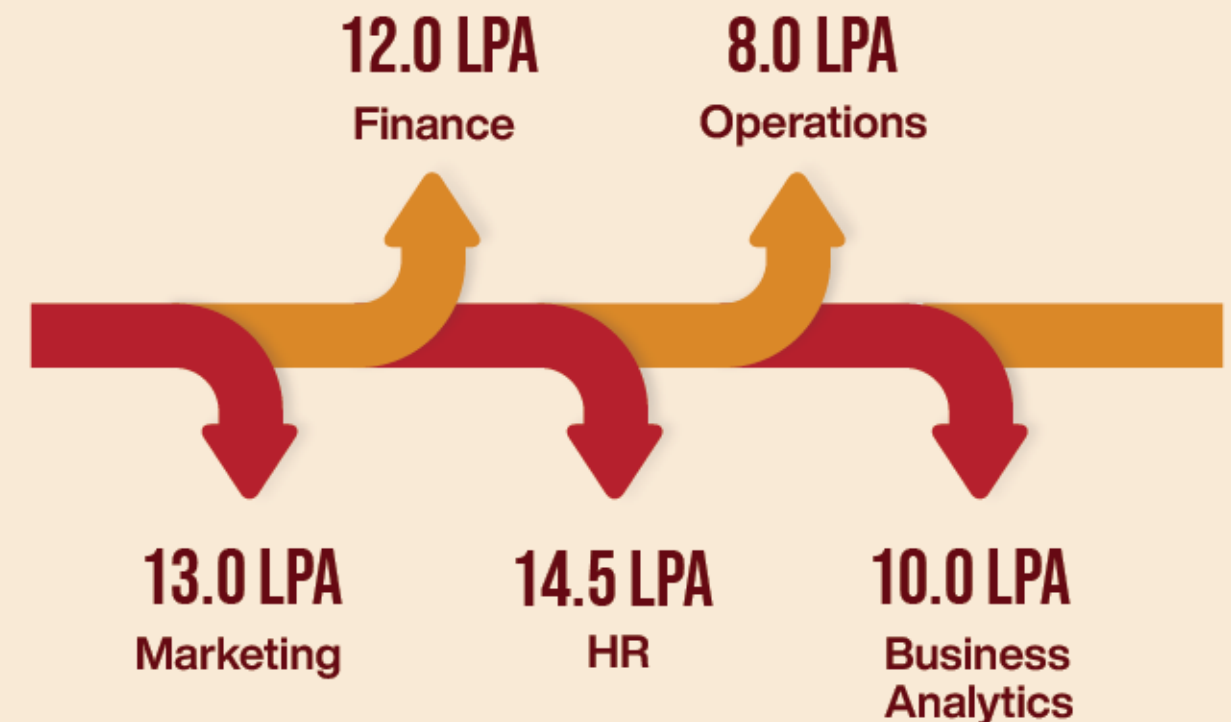 12.0 LPA
Finance
8.0 LPA
Operations
13.0 LPA
Marketing
14.5 LPA
HR
10.0 LPA
Business
Analytics